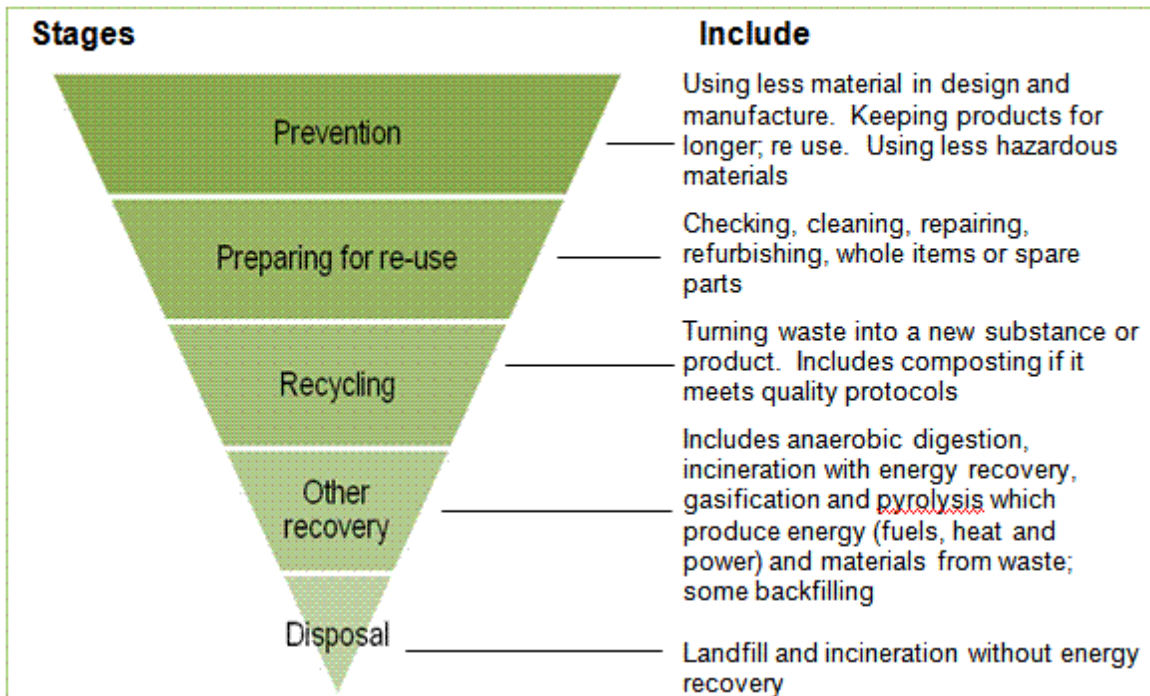 Stages
Include
Prevention
Using less material in design and
manufacture.  Keeping products for
longer; re use.  Using less hazardous
materials
Preparing for re-use
Checking, cleaning, repairing,
refurbishing, whole items or spare
parts
Recycling
Turning waste into a new substance or
product.  Includes composting if it
meets quality protocols
Other
recovery
Includes anaerobic digestion,
incineration with energy recovery,
gasification and pyrolysis which
produce energy (fuels, heat and
power) and materials from waste;
some backfilling
Disposal
Landfill and incineration without energy
recovery